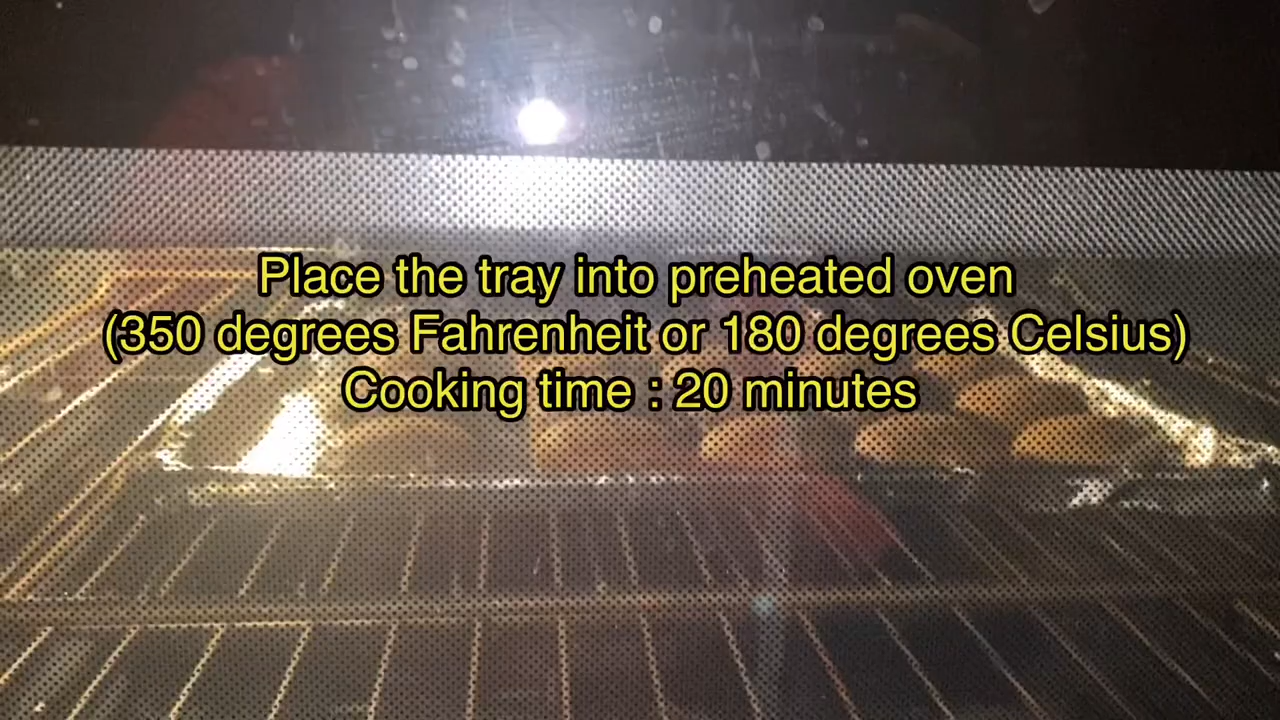 Place the tray into preheated oven
(350 degrees Fahrenheit or 180 degrees Celsius)
Cooking time : 20 minutes